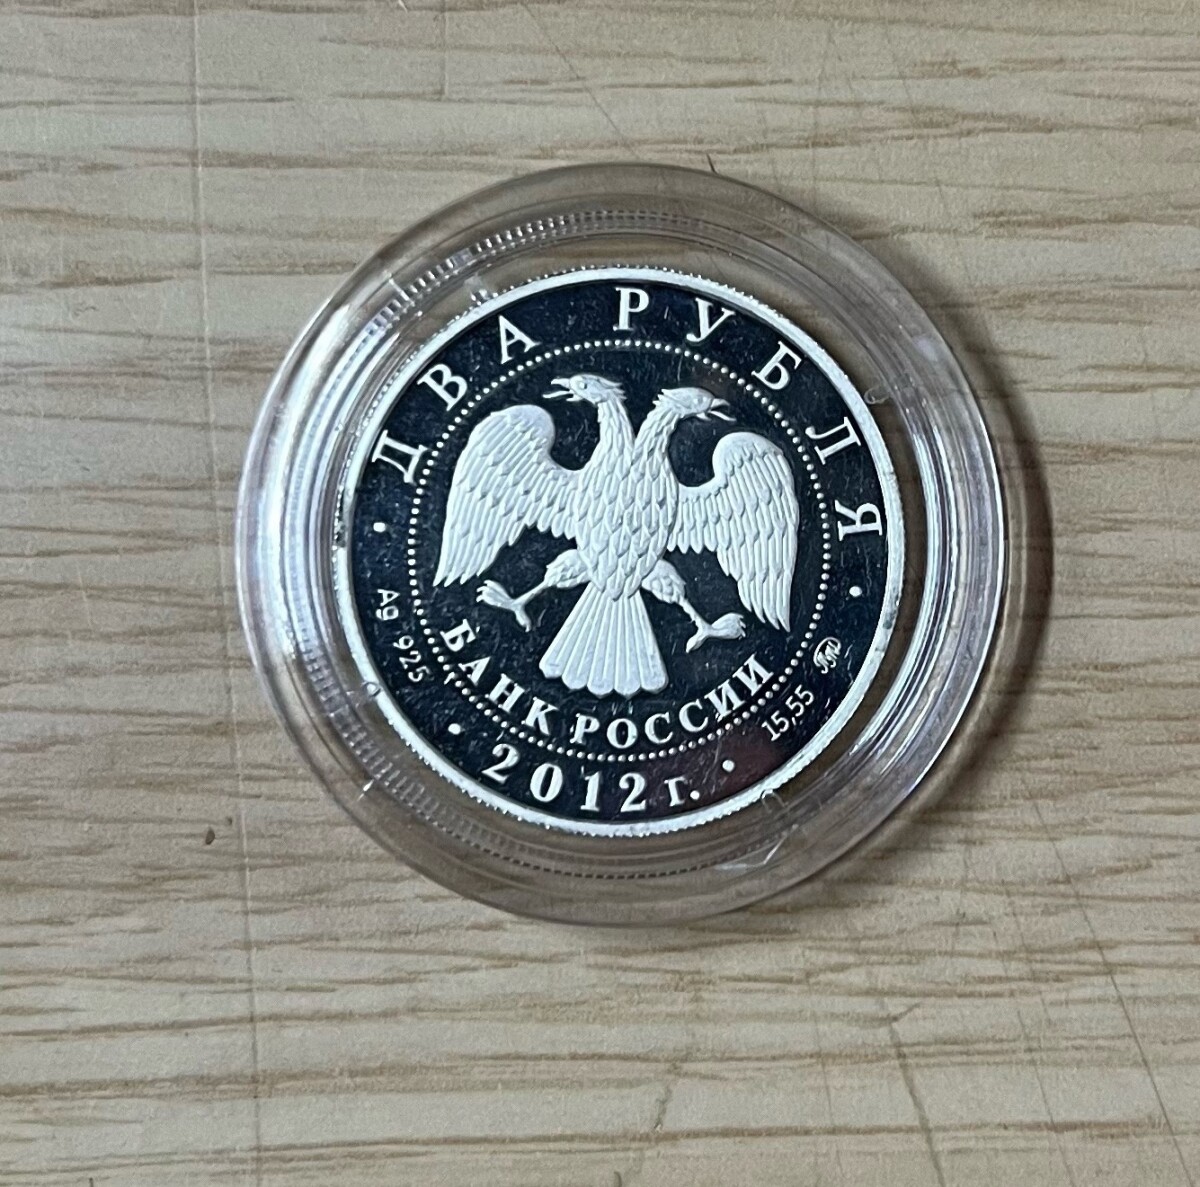 ДВА РУБЛЯ
БАНК РОССИИ
Ag 925
15,55
2012 г.